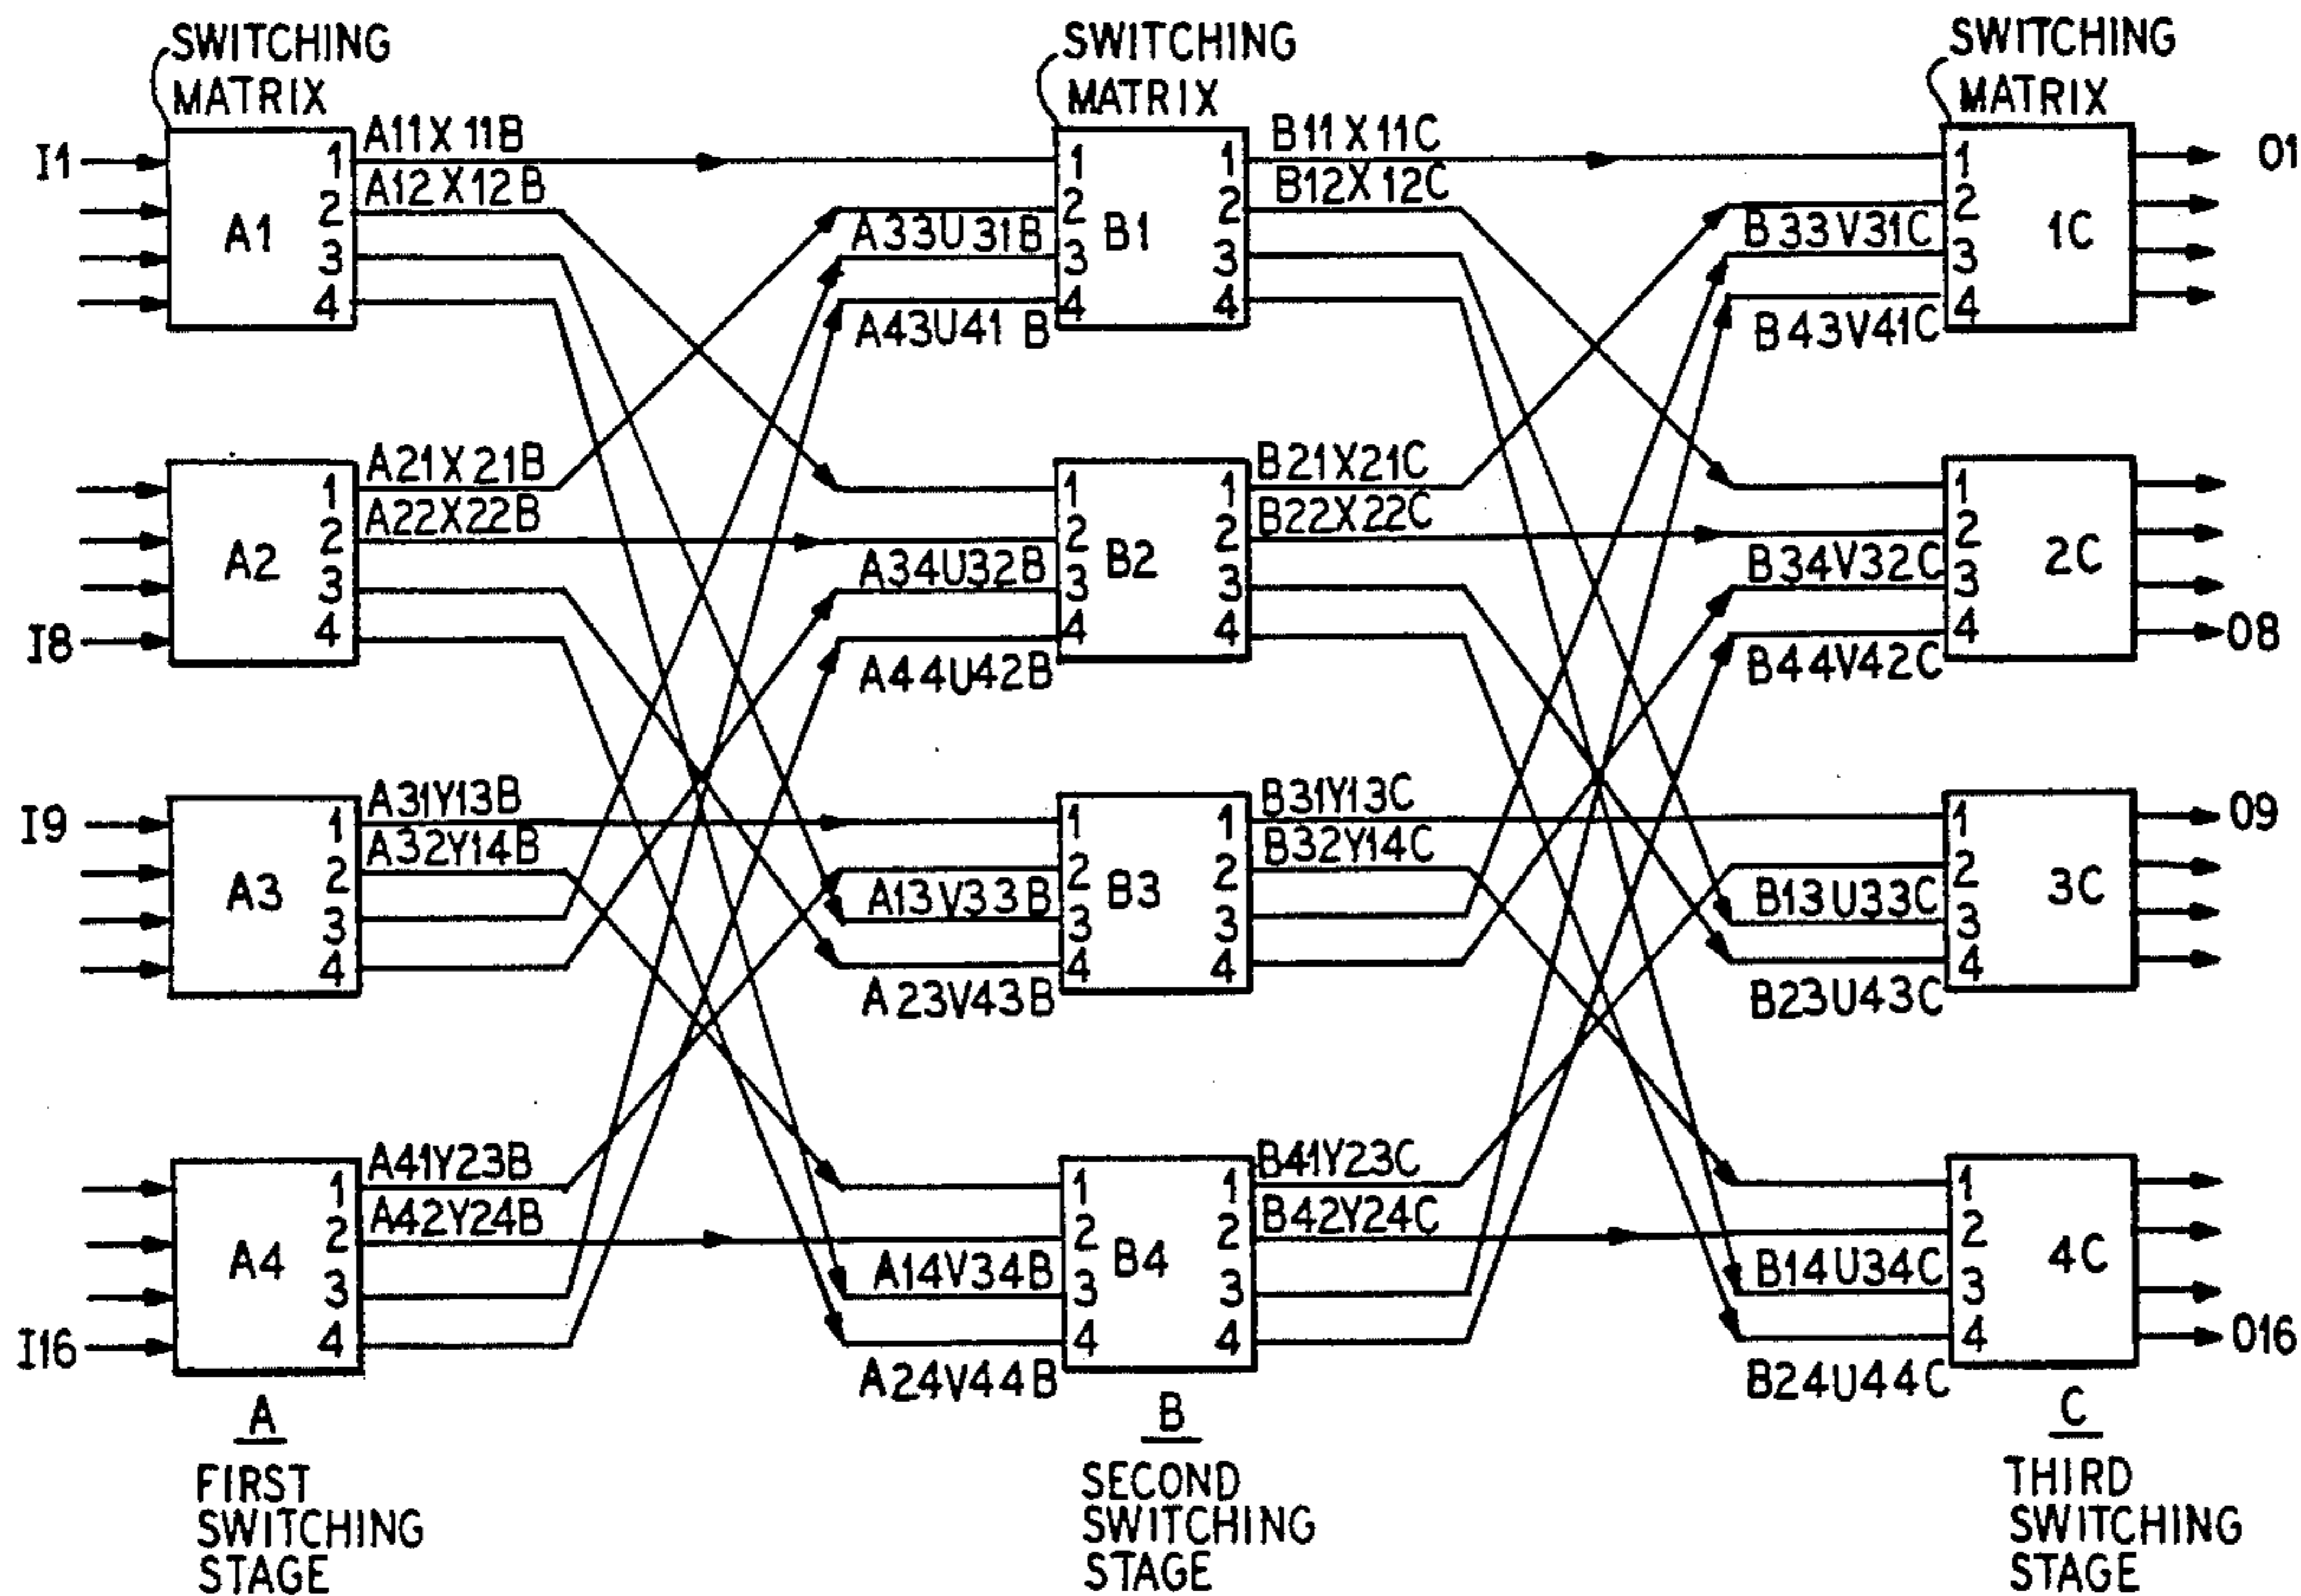 SWITCHING
MATRIX
SWITCHING
MATRIX
SWITCHING
MATRIX
I1
A1
1
2
3
4
A11X11B
A12X12B
A33U31B
A43U41B
1
2
3
4
B1
1
2
3
4
B11X11C
B12X12C
B33V31C
B43V41C
1
2
3
4
1C
O1
I8
A2
1
2
3
4
A21X21B
A22X22B
A34U32B
A44U42B
1
2
3
4
B2
1
2
3
4
B21X21C
B22X22C
B34V32C
B44V42C
1
2
3
4
2C
O8
I9
A3
1
2
3
4
A31Y13B
A32Y14B
A13V33B
A23V43B
1
2
3
4
B3
1
2
3
4
B31Y13C
B32Y14C
B13U33C
B23U43C
1
2
3
4
3C
O9
I16
A4
1
2
3
4
A41Y23B
A42Y24B
A14V34B
A24V44B
1
2
3
4
B4
1
2
3
4
B41Y23C
B42Y24C
B14U34C
B24U44C
1
2
3
4
4C
O16
A
FIRST
SWITCHING
STAGE
B
SECOND
SWITCHING
STAGE
C
THIRD
SWITCHING
STAGE